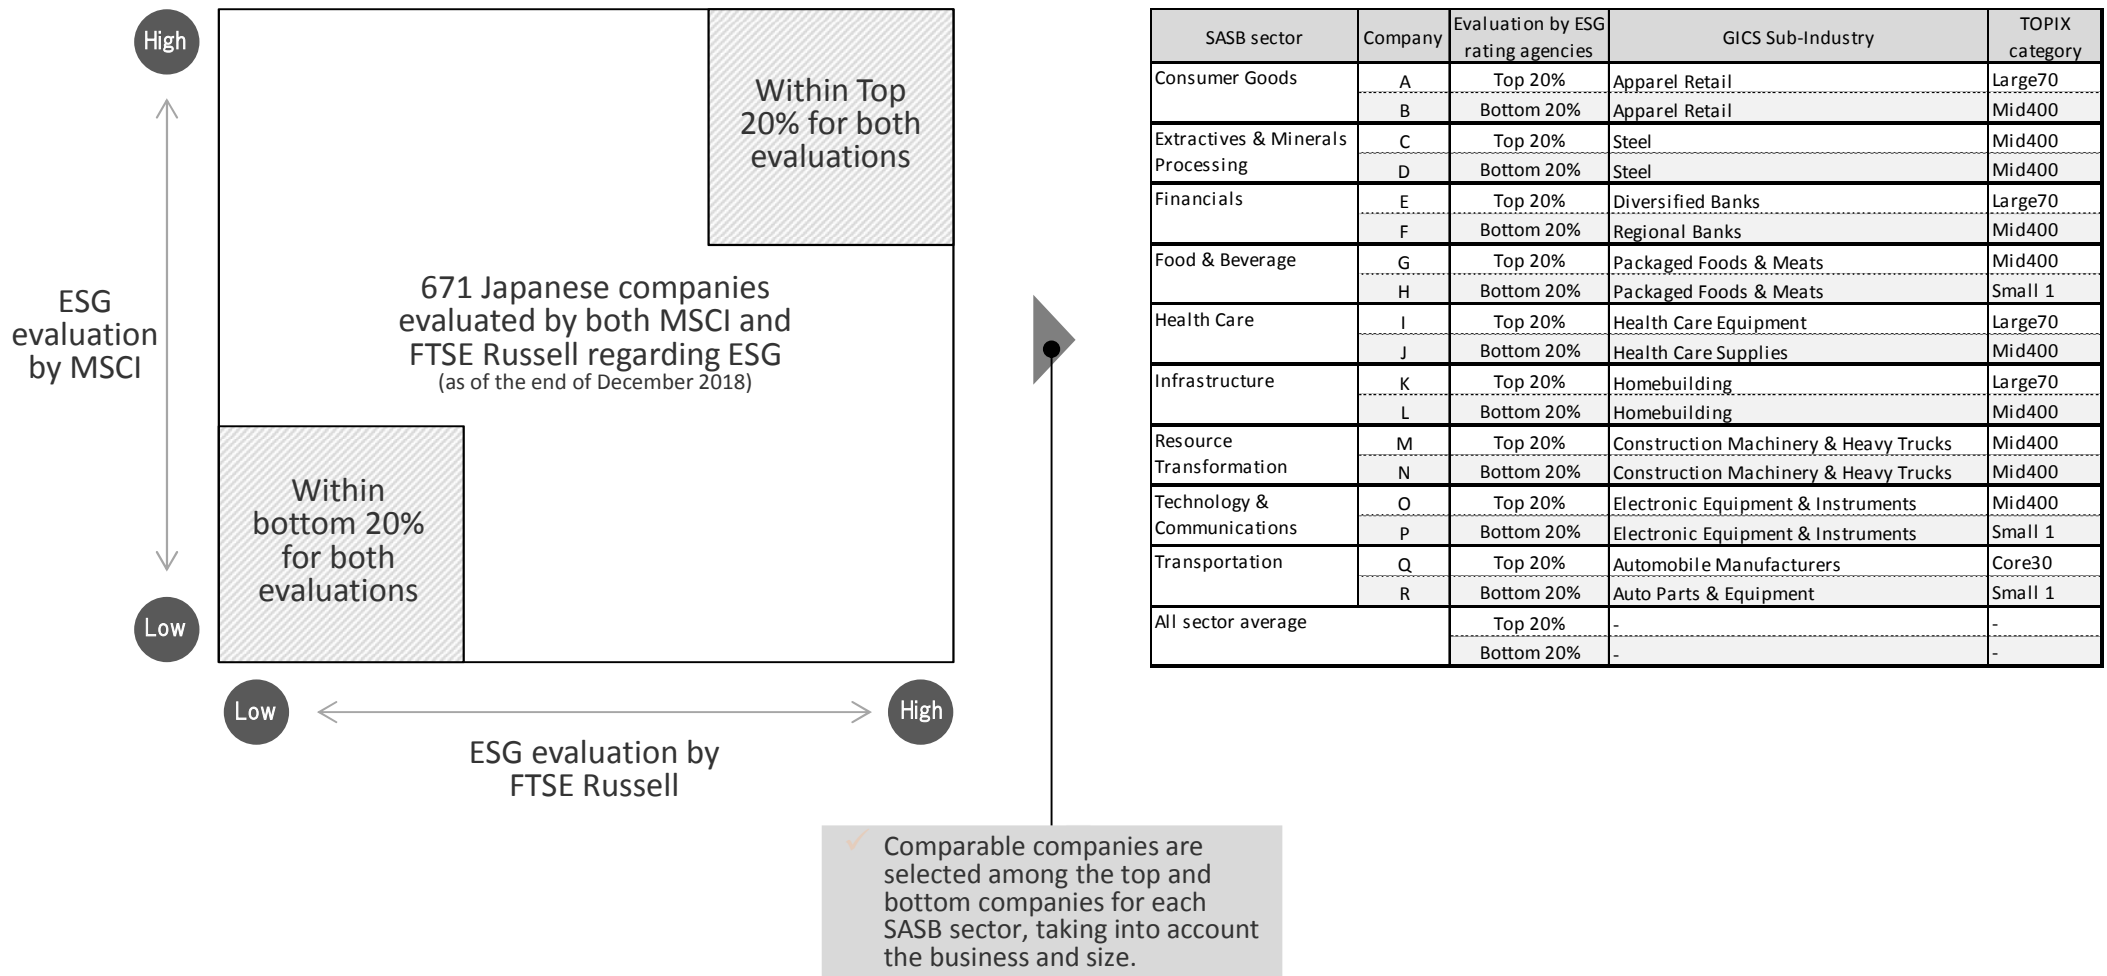 High
Within Top
20% for both
evaluations
ESG
evaluation
by MSCI
671 Japanese companies
evaluated by both MSCI and
FTSE Russell regarding ESG
(as of the end of December 2018)
Within
bottom 20%
for both
evaluations
Low
Low
High
ESG evaluation by
FTSE Russell
Comparable companies are
selected among the top and
bottom companies for each
SASB sector, taking into account
the business and size.
SASB sector Company Evaluation by ESG rating agencies GICS Sub-Industry TOPIX category
Consumer Goods A Top 20% Apparel Retail Large70
B Bottom 20% Apparel Retail Mid400
Extractives & Minerals Processing C Top 20% Steel Mid400
D Bottom 20% Steel Mid400
Financials E Top 20% Diversified Banks Large70
F Bottom 20% Regional Banks Mid400
Food & Beverage G Top 20% Packaged Foods & Meats Mid400
H Bottom 20% Packaged Foods & Meats Small 1
Health Care I Top 20% Health Care Equipment Large70
J Bottom 20% Health Care Supplies Mid400
Infrastructure K Top 20% Homebuilding Large70
L Bottom 20% Homebuilding Mid400
Resource Transformation M Top 20% Construction Machinery & Heavy Trucks Mid400
N Bottom 20% Construction Machinery & Heavy Trucks Mid400
Technology & Communications O Top 20% Electronic Equipment & Instruments Mid400
P Bottom 20% Electronic Equipment & Instruments Small 1
Transportation Q Top 20% Automobile Manufacturers Core30
R Bottom 20% Auto Parts & Equipment Small 1
All sector average Top 20% - -
Bottom 20% - -